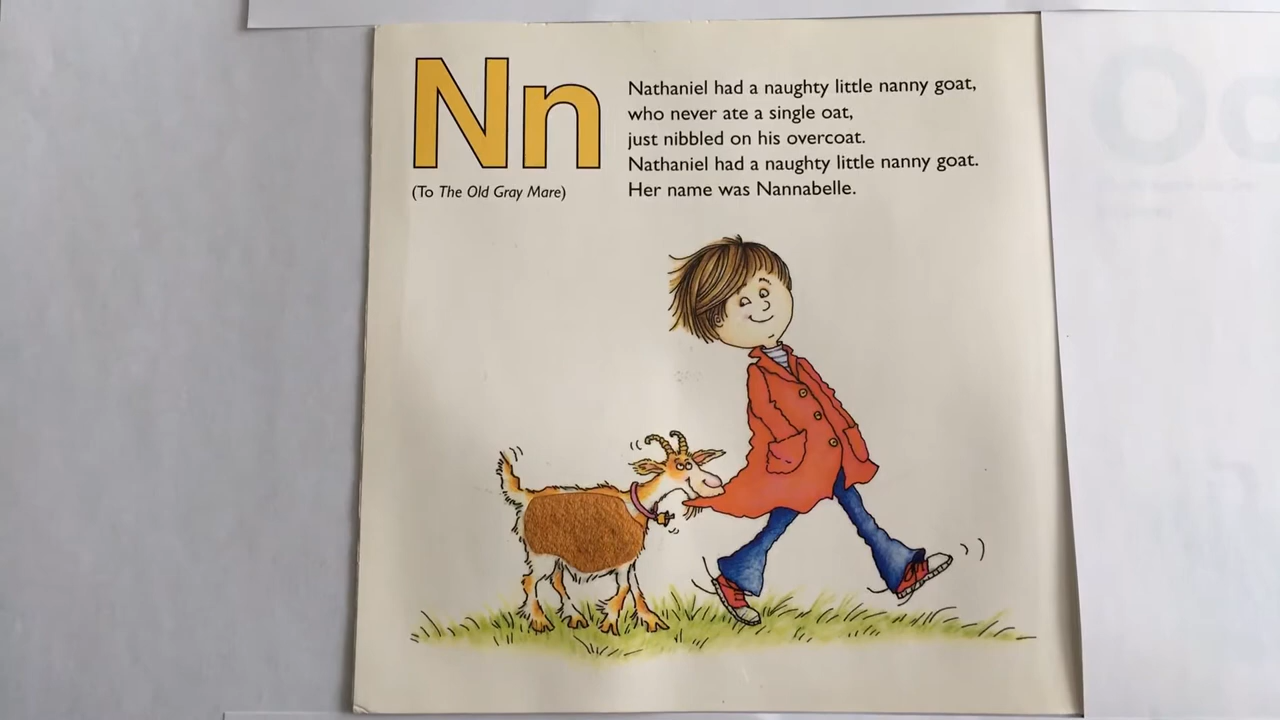 Nn
(To The Old Gray Mare)
Nathaniel had a naughty little nanny goat,
who never ate a single oat,
just nibbled on his overcoat.
Nathaniel had a naughty little nanny goat.
Her name was Nannabelle.